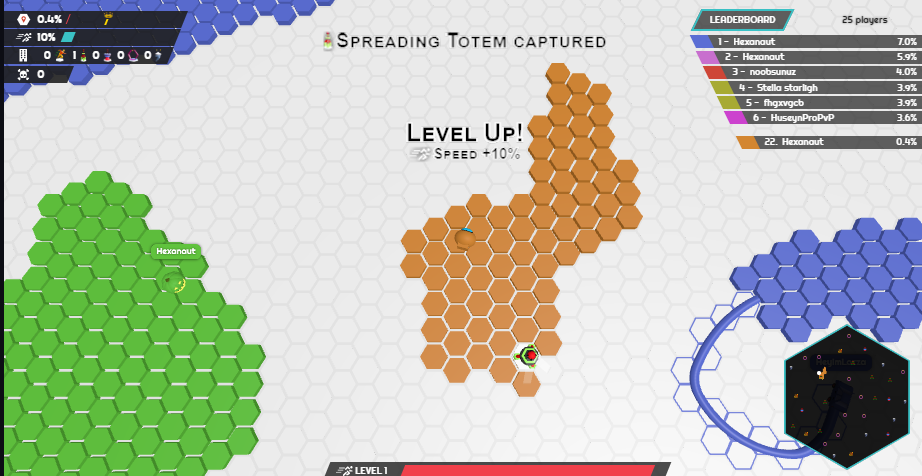 0.4% /
10%
0 1 0 0 0
0
SPREADING TOTEM CAPTURED
LEVEL UP!
SPEED +10%
LEADERBOARD
25 players
1 - Hexanaut 7.0%
2 - Hexanaut 5.9%
3 - noobsunuz 4.0%
4 - Stella starligh 3.9%
5 - fhgxvgcb 3.9%
6 - HuseynProPvP 3.6%
22. Hexanaut 0.4%
Hexanaut
LEVEL 1